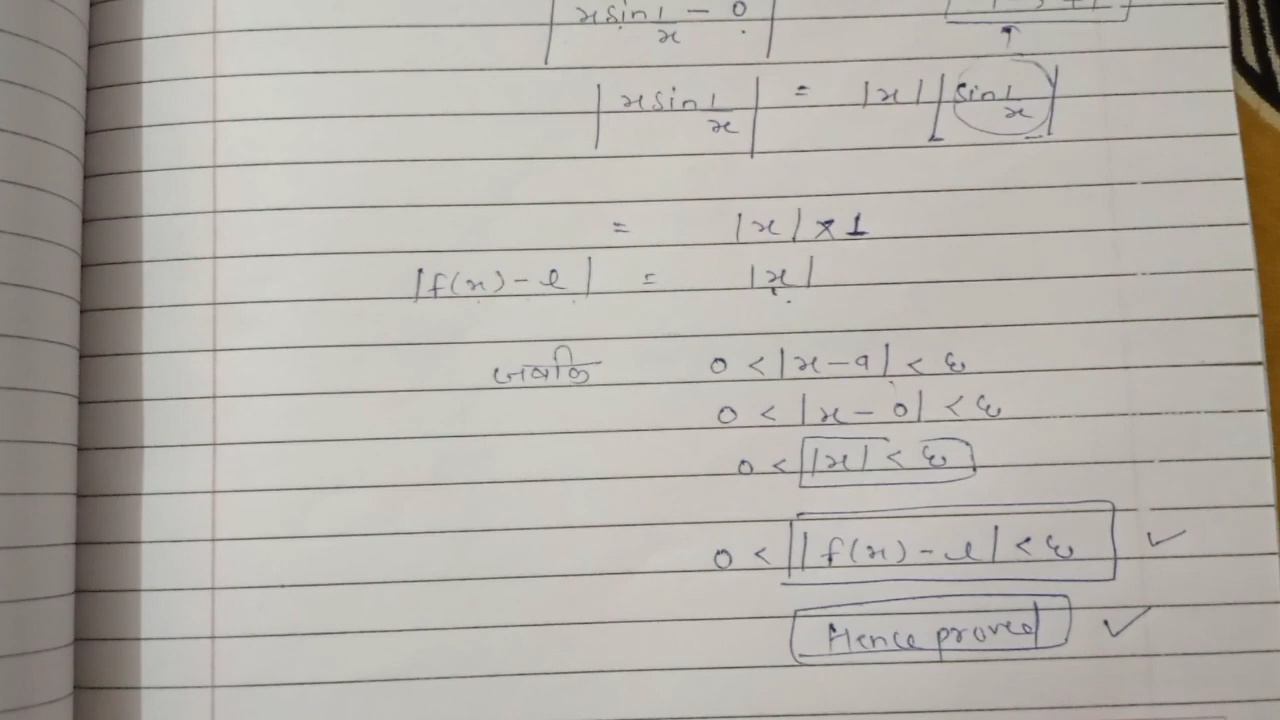 |x sin 1/x - 0|
|x sin 1/x| = |x| |sin 1/x|
= |x| × 1
|f(x) - l| = |x|
जबकि 0 < |x - a| < ε
0 < |x - 0| < ε
0 < |x| < ε
0 < |f(x) - l| < ε ✓
Hence proved ✓